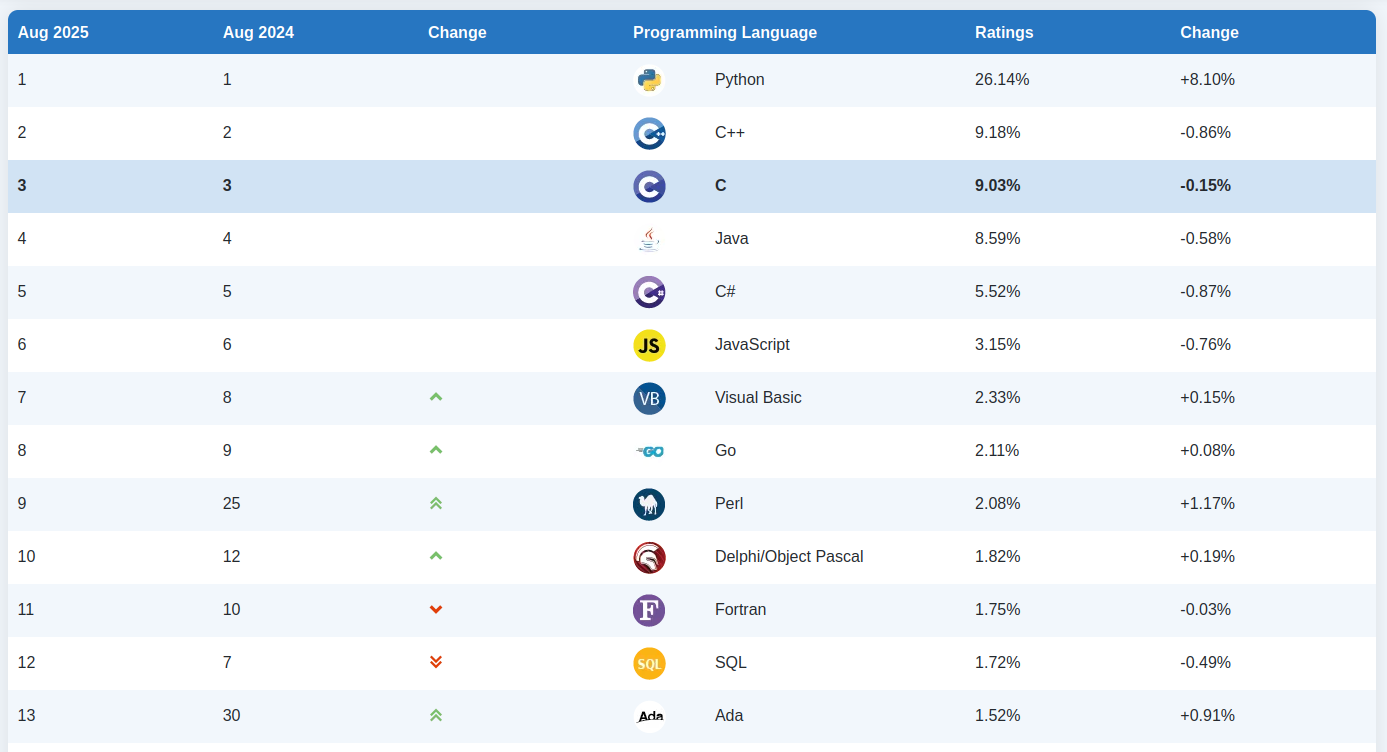 Aug 2025 Aug 2024 Change Programming Language Ratings Change
1 1 Python 26.14% +8.10%
2 2 C++ 9.18% -0.86%
3 3 C 9.03% -0.15%
4 4 Java 8.59% -0.58%
5 5 C# 5.52% -0.87%
6 6 JS JavaScript 3.15% -0.76%
7 8 VB Visual Basic 2.33% +0.15%
8 9 GO Go 2.11% +0.08%
9 25 Perl 2.08% +1.17%
10 12 Delphi/Object Pascal 1.82% +0.19%
11 10 F Fortran 1.75% -0.03%
12 7 SQL SQL 1.72% -0.49%
13 30 Ada Ada 1.52% +0.91%